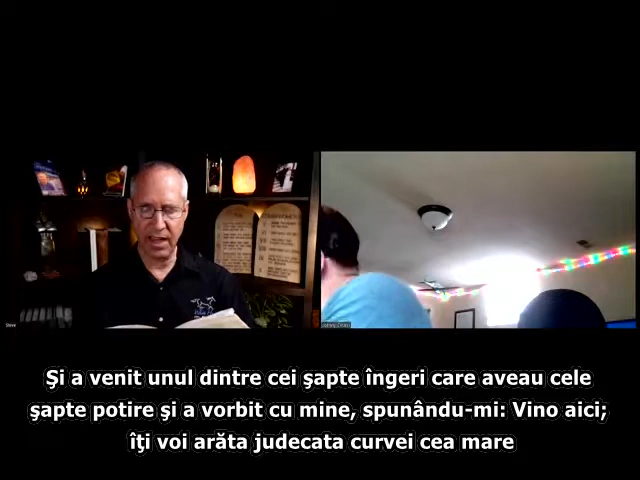 Steve
Şi a venit unul dintre cei şapte îngeri care aveau cele
şapte potire şi a vorbit cu mine, spunându-mi: Vino aici;
îţi voi arăta judecata curvei cea mare